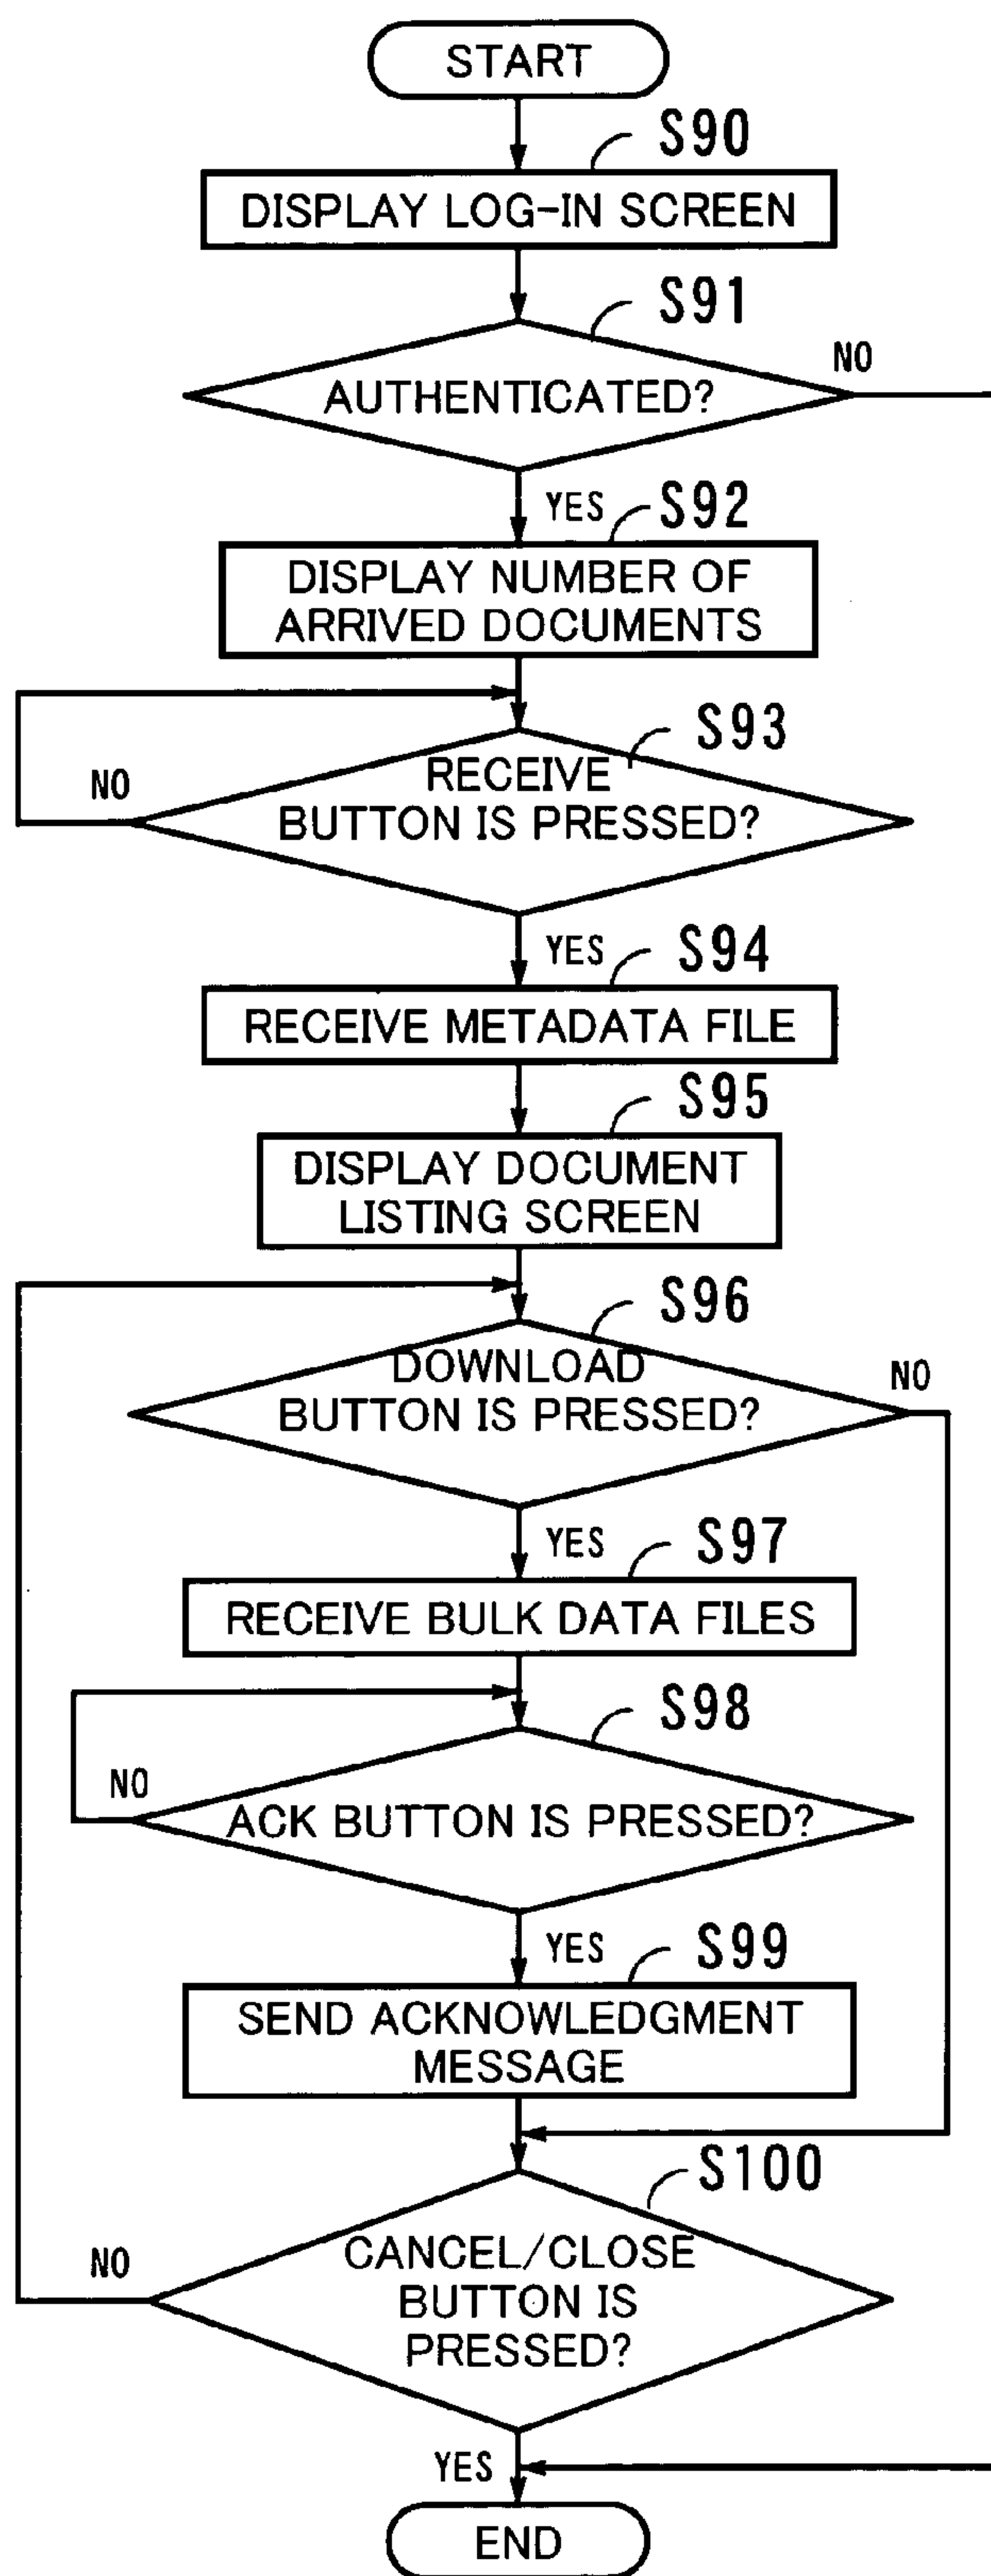 START
S90
DISPLAY LOG-IN SCREEN
S91
NO
AUTHENTICATED?
YES
S92
DISPLAY NUMBER OF
ARRIVED DOCUMENTS
S93
NO
RECEIVE
BUTTON IS PRESSED?
YES
S94
RECEIVE METADATA FILE
S95
DISPLAY DOCUMENT
LISTING SCREEN
S96
NO
DOWNLOAD
BUTTON IS PRESSED?
YES
S97
RECEIVE BULK DATA FILES
S98
NO
ACK BUTTON IS PRESSED?
YES
S99
SEND ACKNOWLEDGMENT
MESSAGE
S100
NO
CANCEL/CLOSE
BUTTON IS
PRESSED?
YES
END